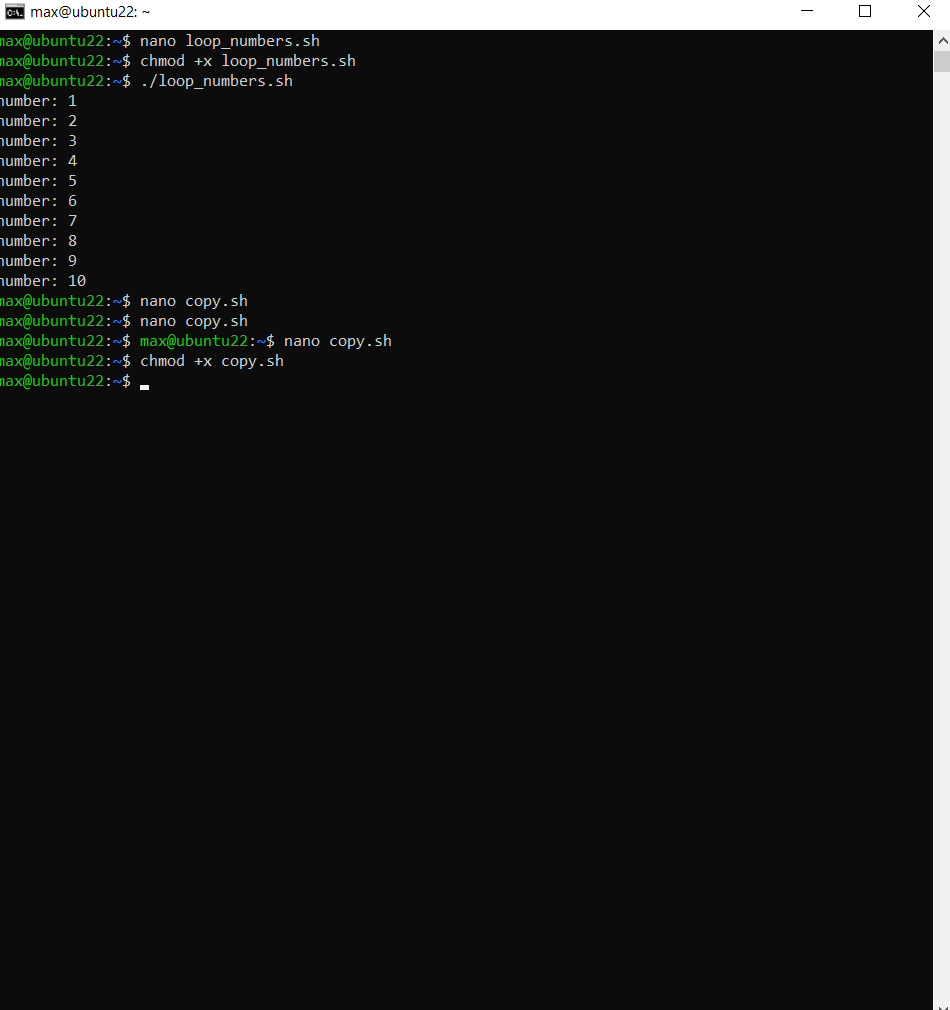 max@ubuntu22: ~
max@ubuntu22:~$ nano loop_numbers.sh
max@ubuntu22:~$ chmod +x loop_numbers.sh
max@ubuntu22:~$ ./loop_numbers.sh
number: 1
number: 2
number: 3
number: 4
number: 5
number: 6
number: 7
number: 8
number: 9
number: 10
max@ubuntu22:~$ nano copy.sh
max@ubuntu22:~$ nano copy.sh
max@ubuntu22:~$ max@ubuntu22:~$ nano copy.sh
max@ubuntu22:~$ chmod +x copy.sh
max@ubuntu22:~$